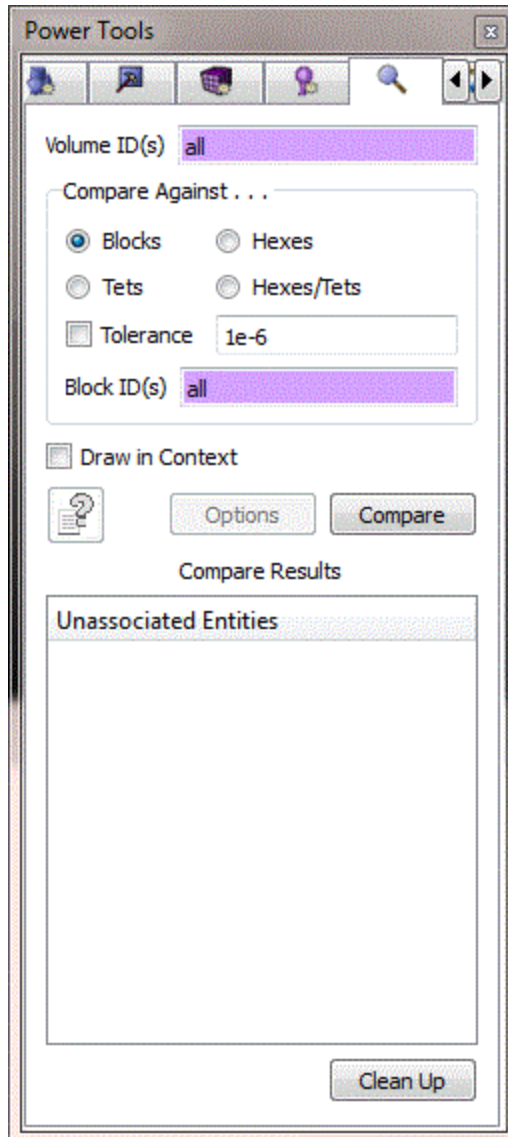 Power Tools
Volume ID(s) all
Compare Against . . .
Blocks Hexes
Tets Hexes/Tets
Tolerance 1e-6
Block ID(s) all
Draw in Context
Options Compare
Compare Results
Unassociated Entities
Clean Up